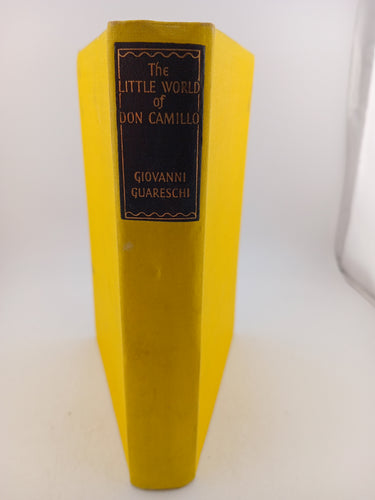 The
LITTLE WORLD
of
DON CAMILLO
GIOVANNI
GUARESCHI